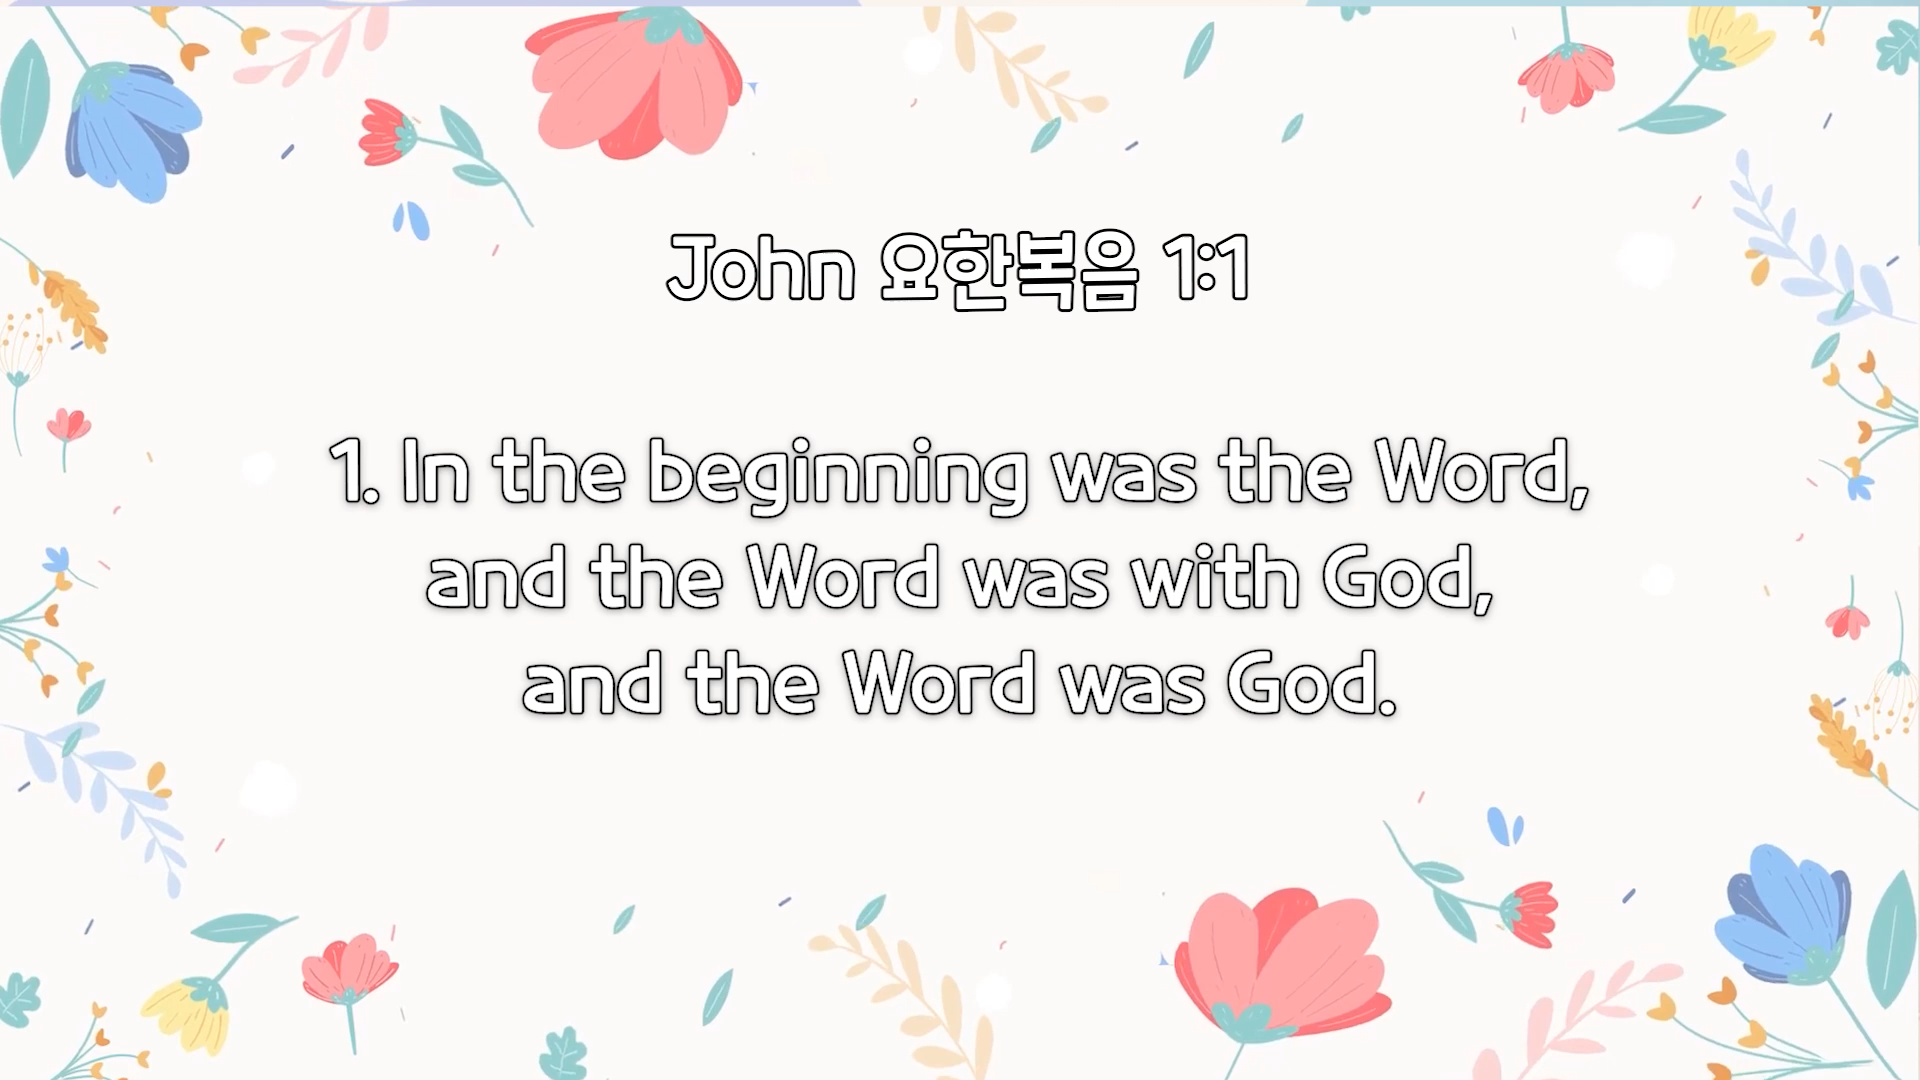 John 요한복음 1:1
1. In the beginning was the Word,
and the Word was with God,
and the Word was God.